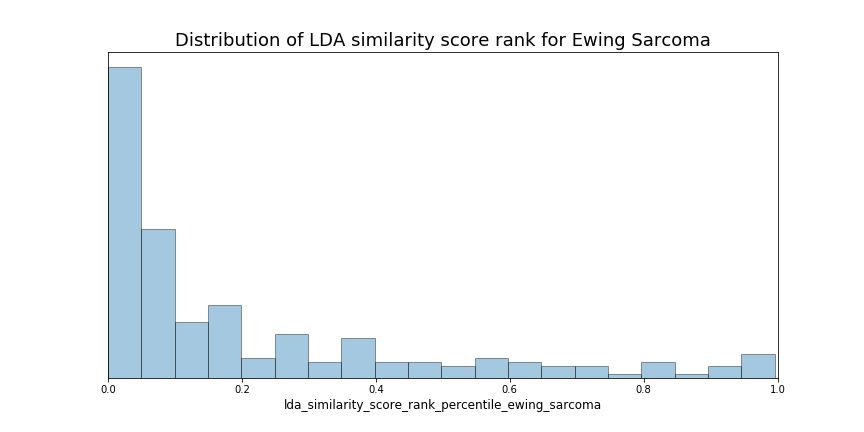 Distribution of LDA similarity score rank for Ewing Sarcoma
0.0 0.2 0.4 0.6 0.8 1.0
lda_similarity_score_rank_percentile_ewing_sarcoma